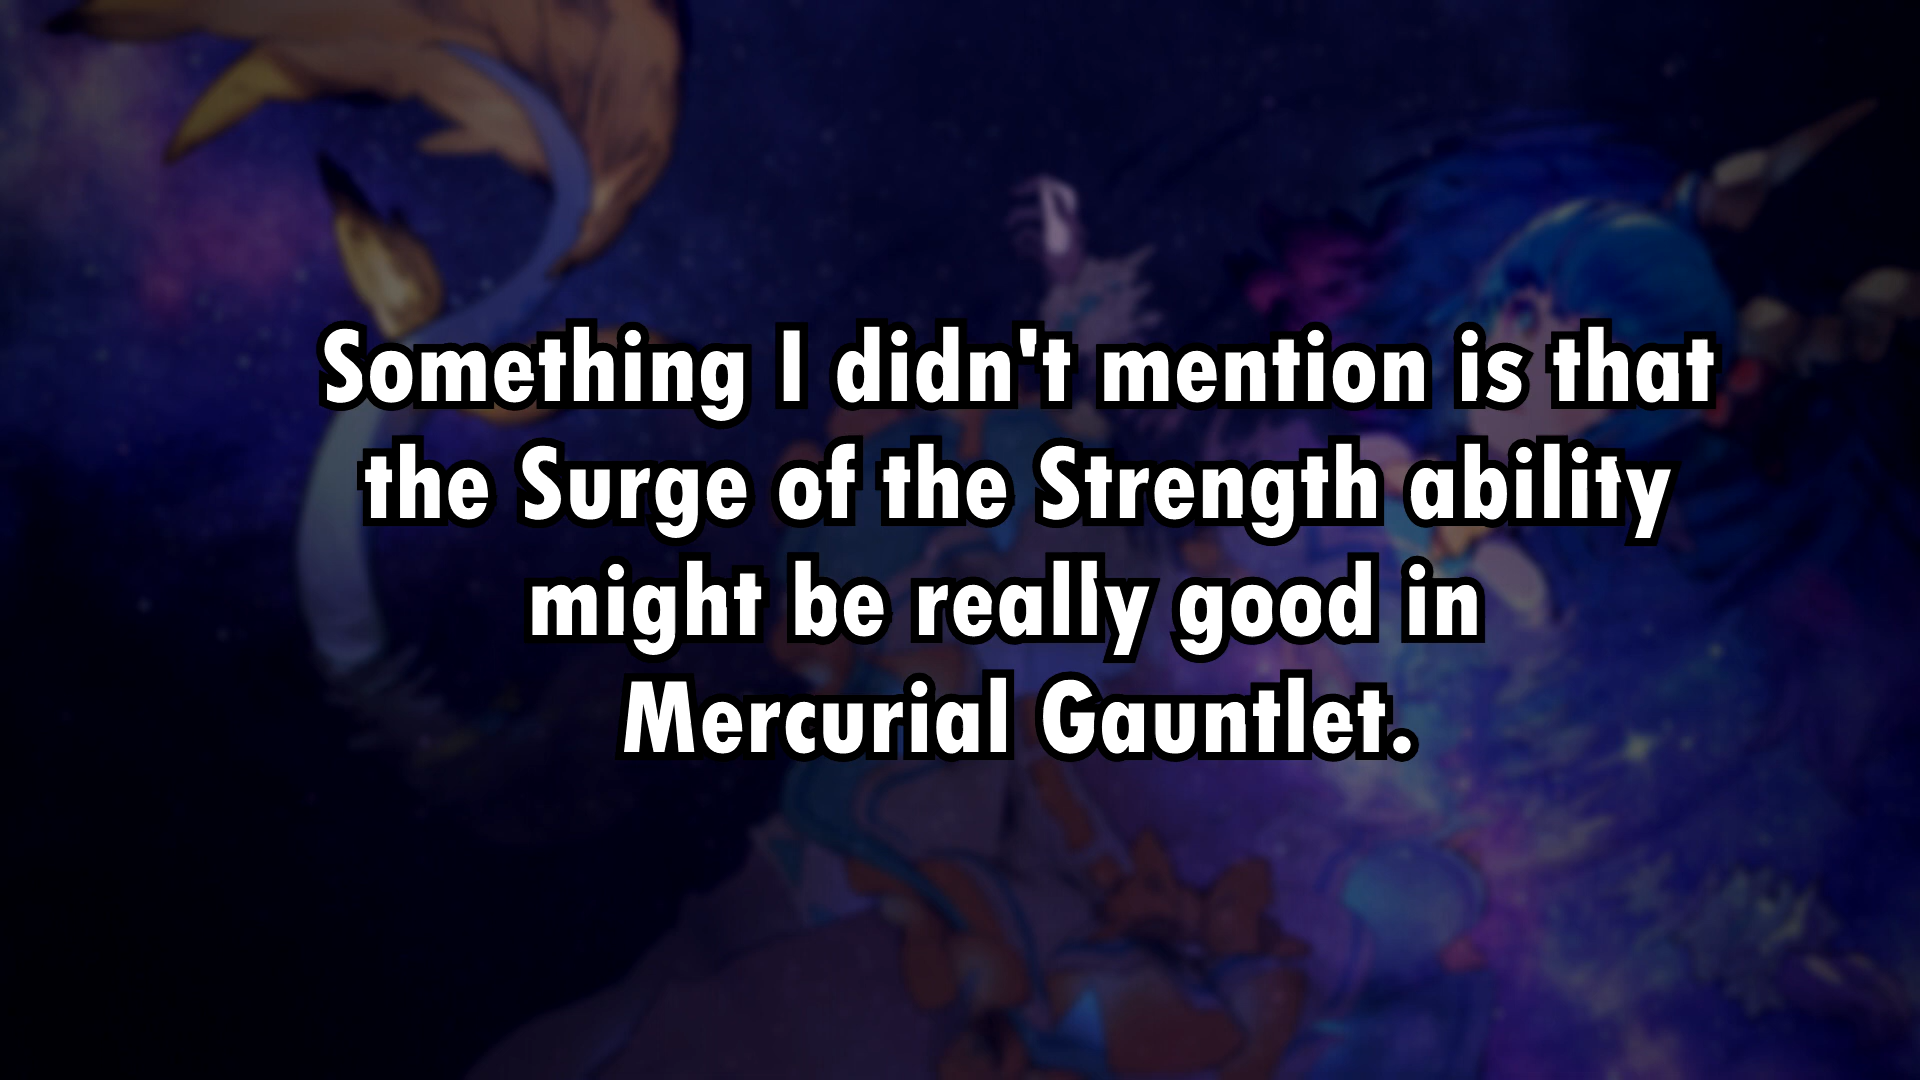 Something I didn't mention is that
the Surge of the Strength ability
might be really good in
Mercurial Gauntlet.